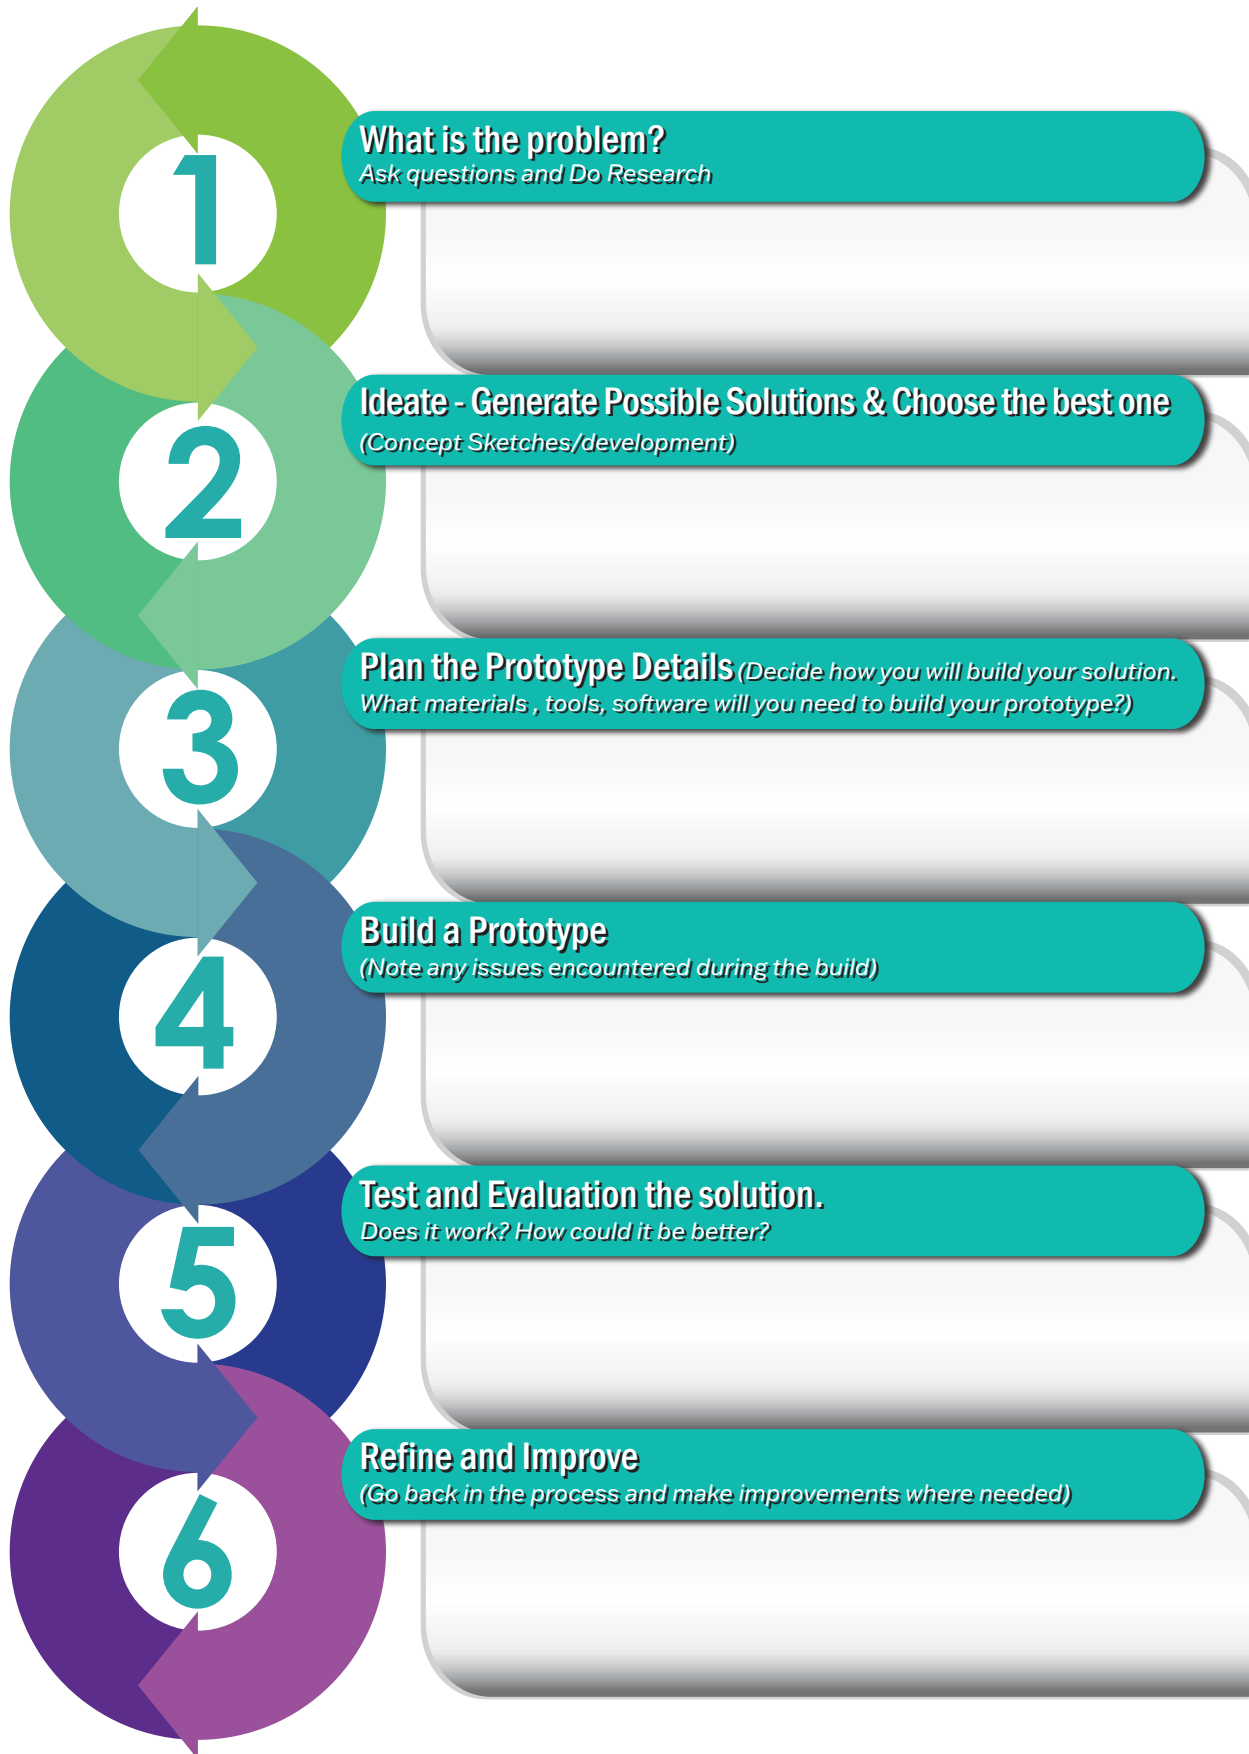 1
What is the problem?
Ask questions and Do Research
2
Ideate - Generate Possible Solutions & Choose the best one
(Concept Sketches/development)
3
Plan the Prototype Details (Decide how you will build your solution.
What materials , tools, software will you need to build your prototype?)
4
Build a Prototype
(Note any issues encountered during the build)
5
Test and Evaluation the solution.
Does it work? How could it be better?
6
Refine and Improve
(Go back in the process and make improvements where needed)